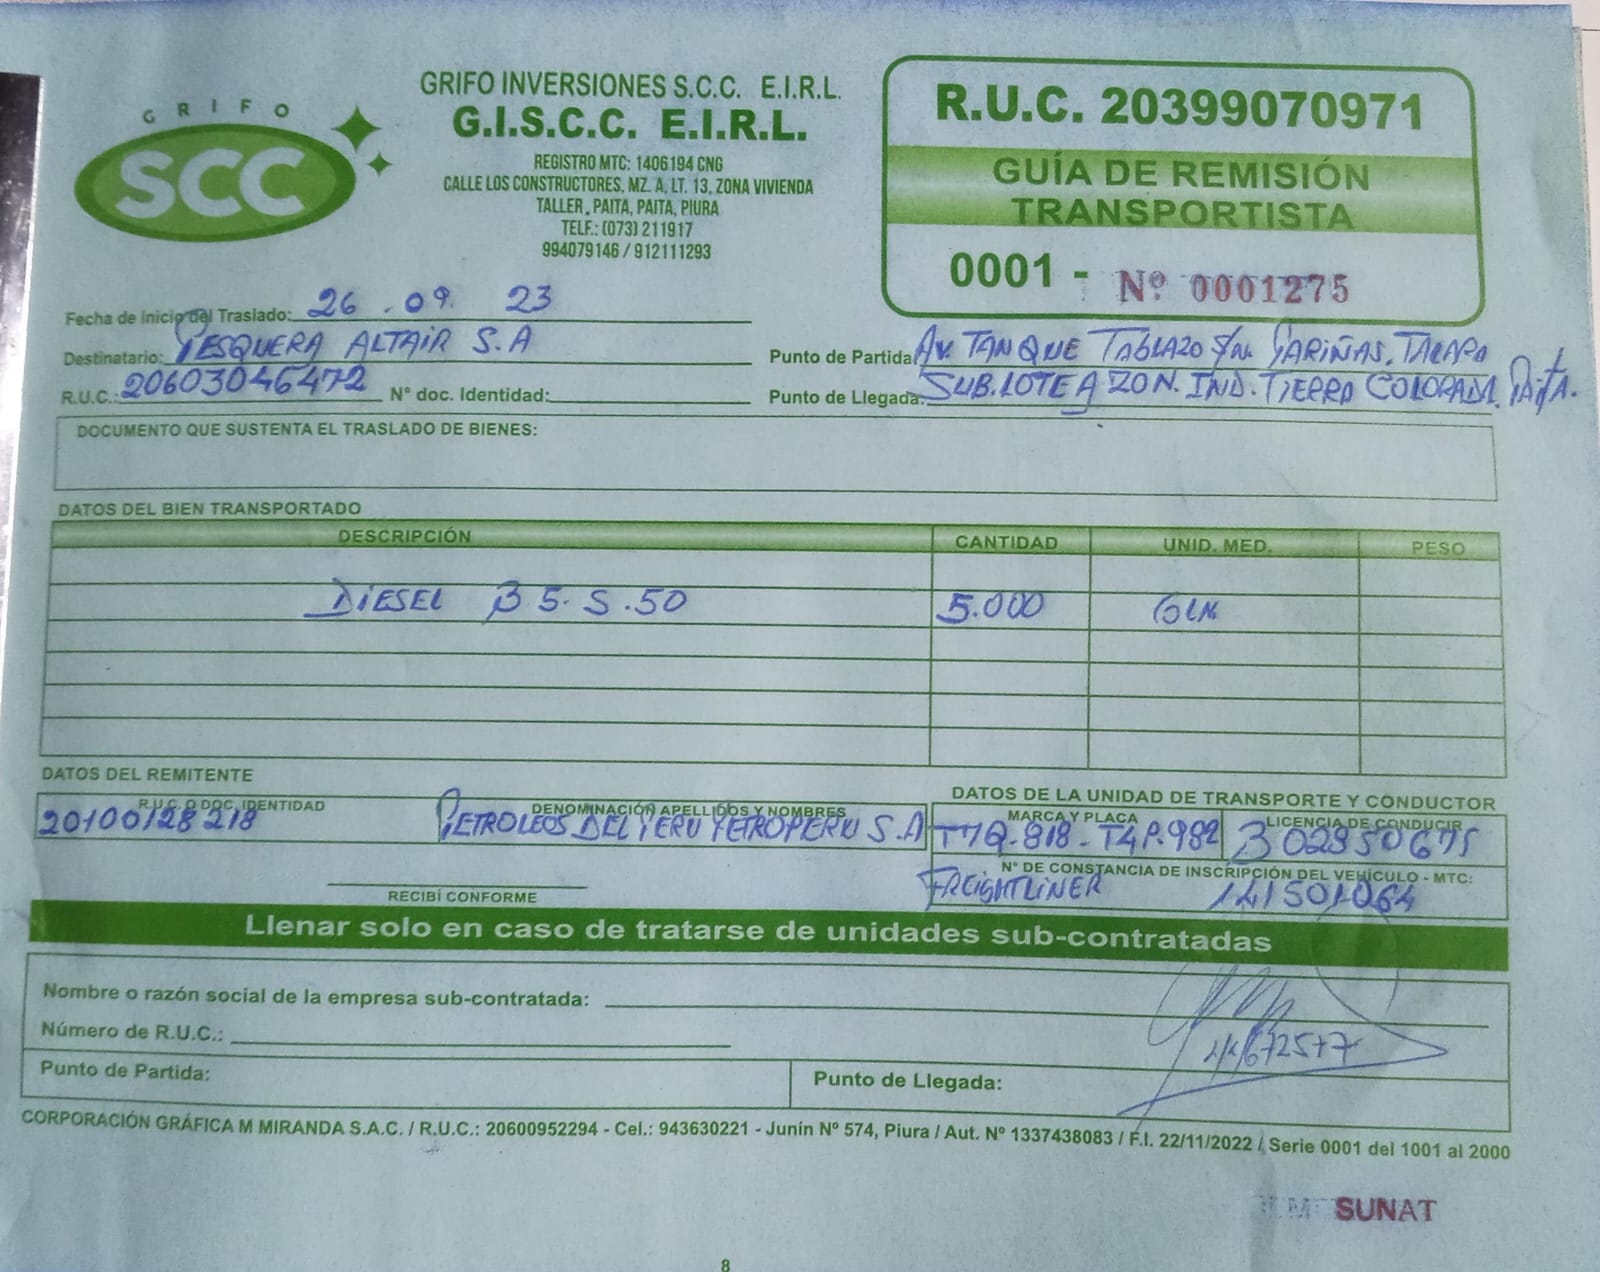 GRIFO
SCC
GRIFO INVERSIONES S.C.C. E.I.R.L.
G.I.S.C.C. E.I.R.L.
REGISTRO MTC: 1406194 CNG
CALLE LOS CONSTRUCTORES, MZ. A, LT. 13, ZONA VIVIENDA
TALLER, PAITA, PAITA, PIURA
TELF.: (073) 211917
994079146 / 912111293
R.U.C. 20399070971
GUÍA DE REMISIÓN
TRANSPORTISTA
0001 - Nº 0001275
Fecha de Inicio del Traslado: 26 . 09. 23
Destinatario: PESQUERA ALTAIR S.A
R.U.C.: 20603046472 N° doc. Identidad:
Punto de Partida: AV. TANQUE TABLAZO S/N. PARIÑAS. TALARA
Punto de Llegada: SUB.LOTE A ZON. IND. TIERRA COLORADA. PAITA.
DOCUMENTO QUE SUSTENTA EL TRASLADO DE BIENES:
DATOS DEL BIEN TRANSPORTADO
DESCRIPCIÓN CANTIDAD UNID. MED. PESO
DIESEL B5. S.50 5.000 GLN
DATOS DEL REMITENTE
R.U.C. O DOC. IDENTIDAD DENOMINACIÓN APELLIDOS Y NOMBRES
20100128218 PETROLEOS DEL PERU PETROPERU S.A
DATOS DE LA UNIDAD DE TRANSPORTE Y CONDUCTOR
MARCA Y PLACA LICENCIA DE CONDUCIR
T7Q-818 - T4P.982 B 02850675
N° DE CONSTANCIA DE INSCRIPCIÓN DEL VEHÍCULO - MTC:
FREIGHTLINER 141501064
RECIBÍ CONFORME
Llenar solo en caso de tratarse de unidades sub-contratadas
Nombre o razón social de la empresa sub-contratada:
Número de R.U.C.:
Punto de Partida:
Punto de Llegada:
CORPORACIÓN GRÁFICA M MIRANDA S.A.C. / R.U.C.: 20600952294 - Cel.: 943630221 - Junín Nº 574, Piura / Aut. Nº 1337438083 / F.I. 22/11/2022 / Serie 0001 del 1001 al 2000
SUNAT
8